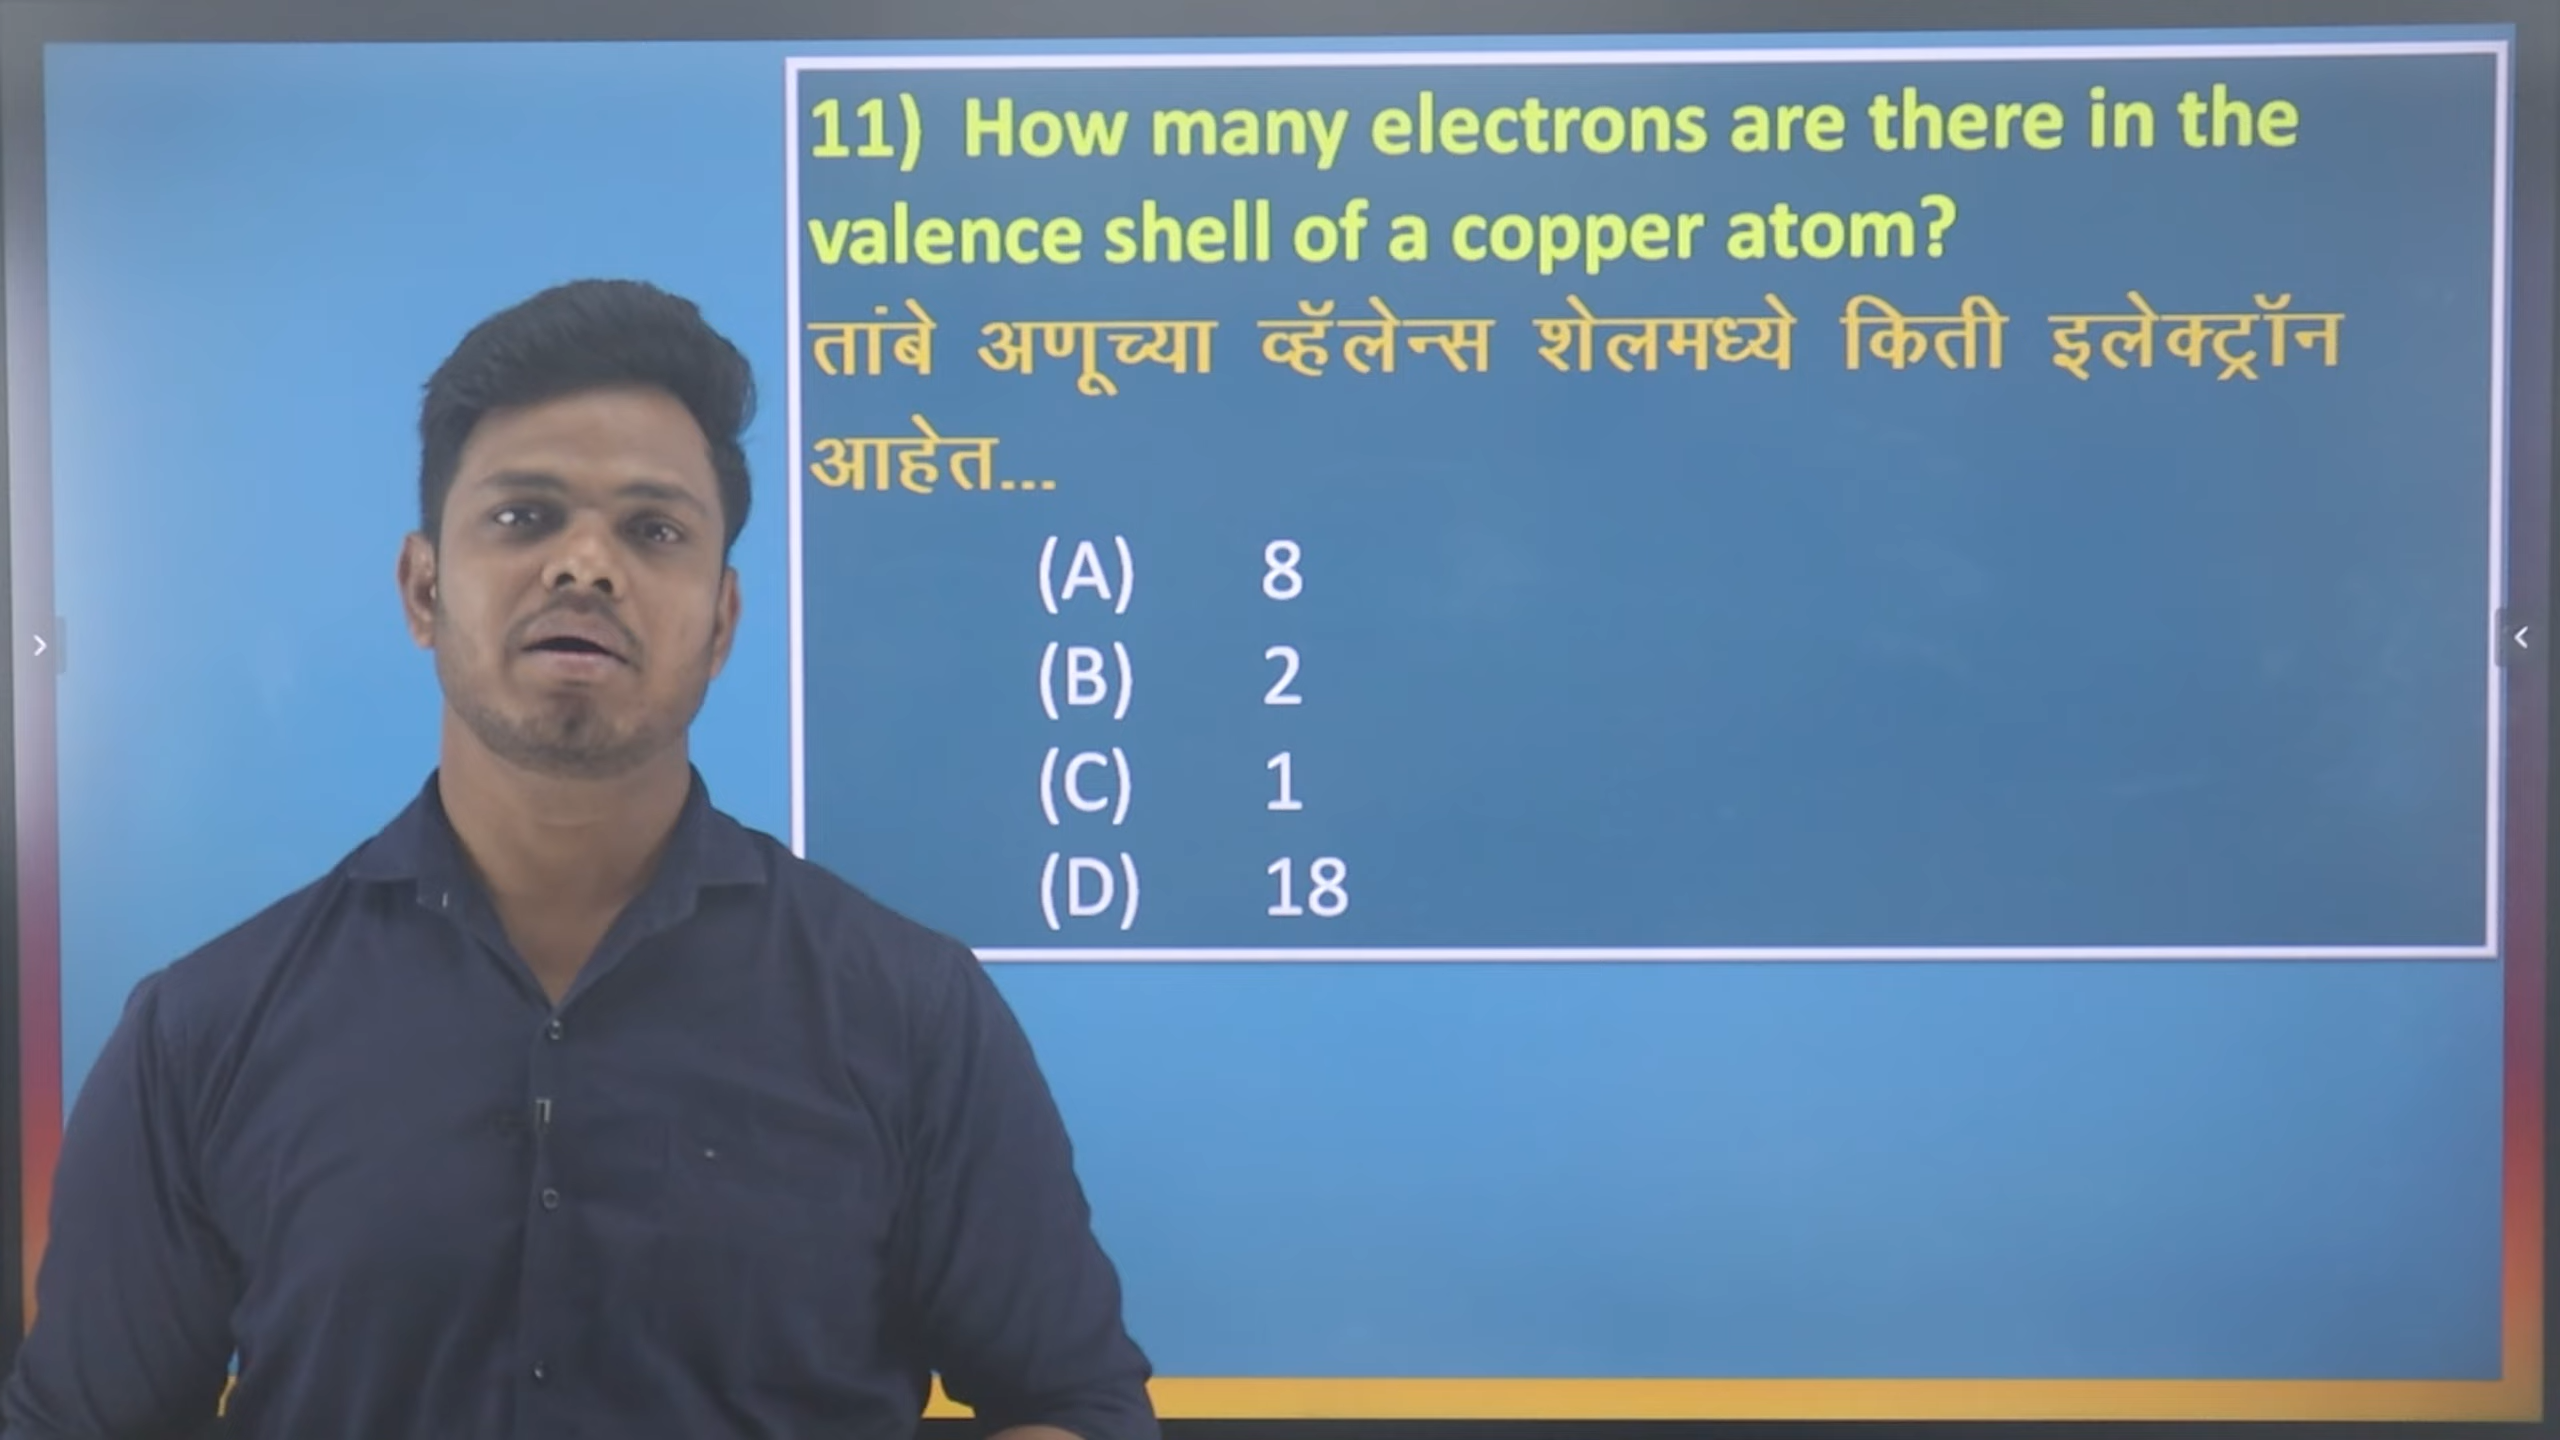 11) How many electrons are there in the
valence shell of a copper atom?
तांबे अणूच्या व्हॅलेन्स शेलमध्ये किती इलेक्ट्रॉन
आहेत...
(A) 8
(B) 2
(C) 1
(D) 18